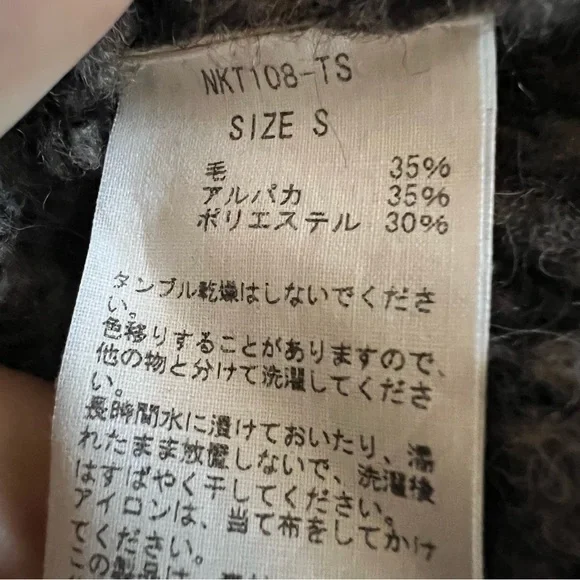 NKT108-TS
SIZE S
毛 35%
アルパカ 35%
ポリエステル 30%
タンブル乾燥はしないでくださ
い。
色移りすることがありますので、
他の物と分けて洗濯してくださ
い。
長時間水に浸けておいたり、濡
れたまま放置しないで、洗濯後
はすばやく干してください。
アイロンは、当て布をしてかけ
てください。
この製品は、